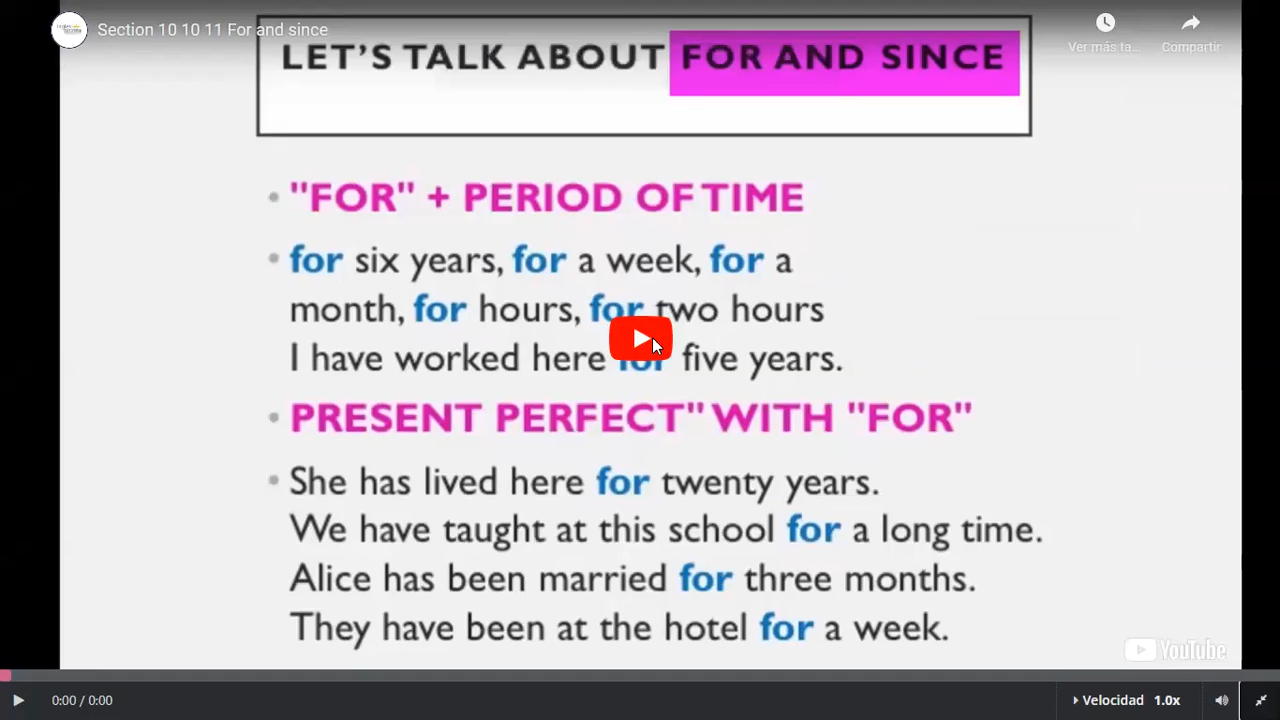 Section 10 10 11 For and since
Ver más ta...
Compartir
LET'S TALK ABOUT FOR AND SINCE
"FOR" + PERIOD OF TIME
for six years, for a week, for a
month, for hours, for two hours
I have worked here for five years.
PRESENT PERFECT" WITH "FOR"
She has lived here for twenty years.
We have taught at this school for a long time.
Alice has been married for three months.
They have been at the hotel for a week.
YouTube
0:00 / 0:00
Velocidad 1.0x